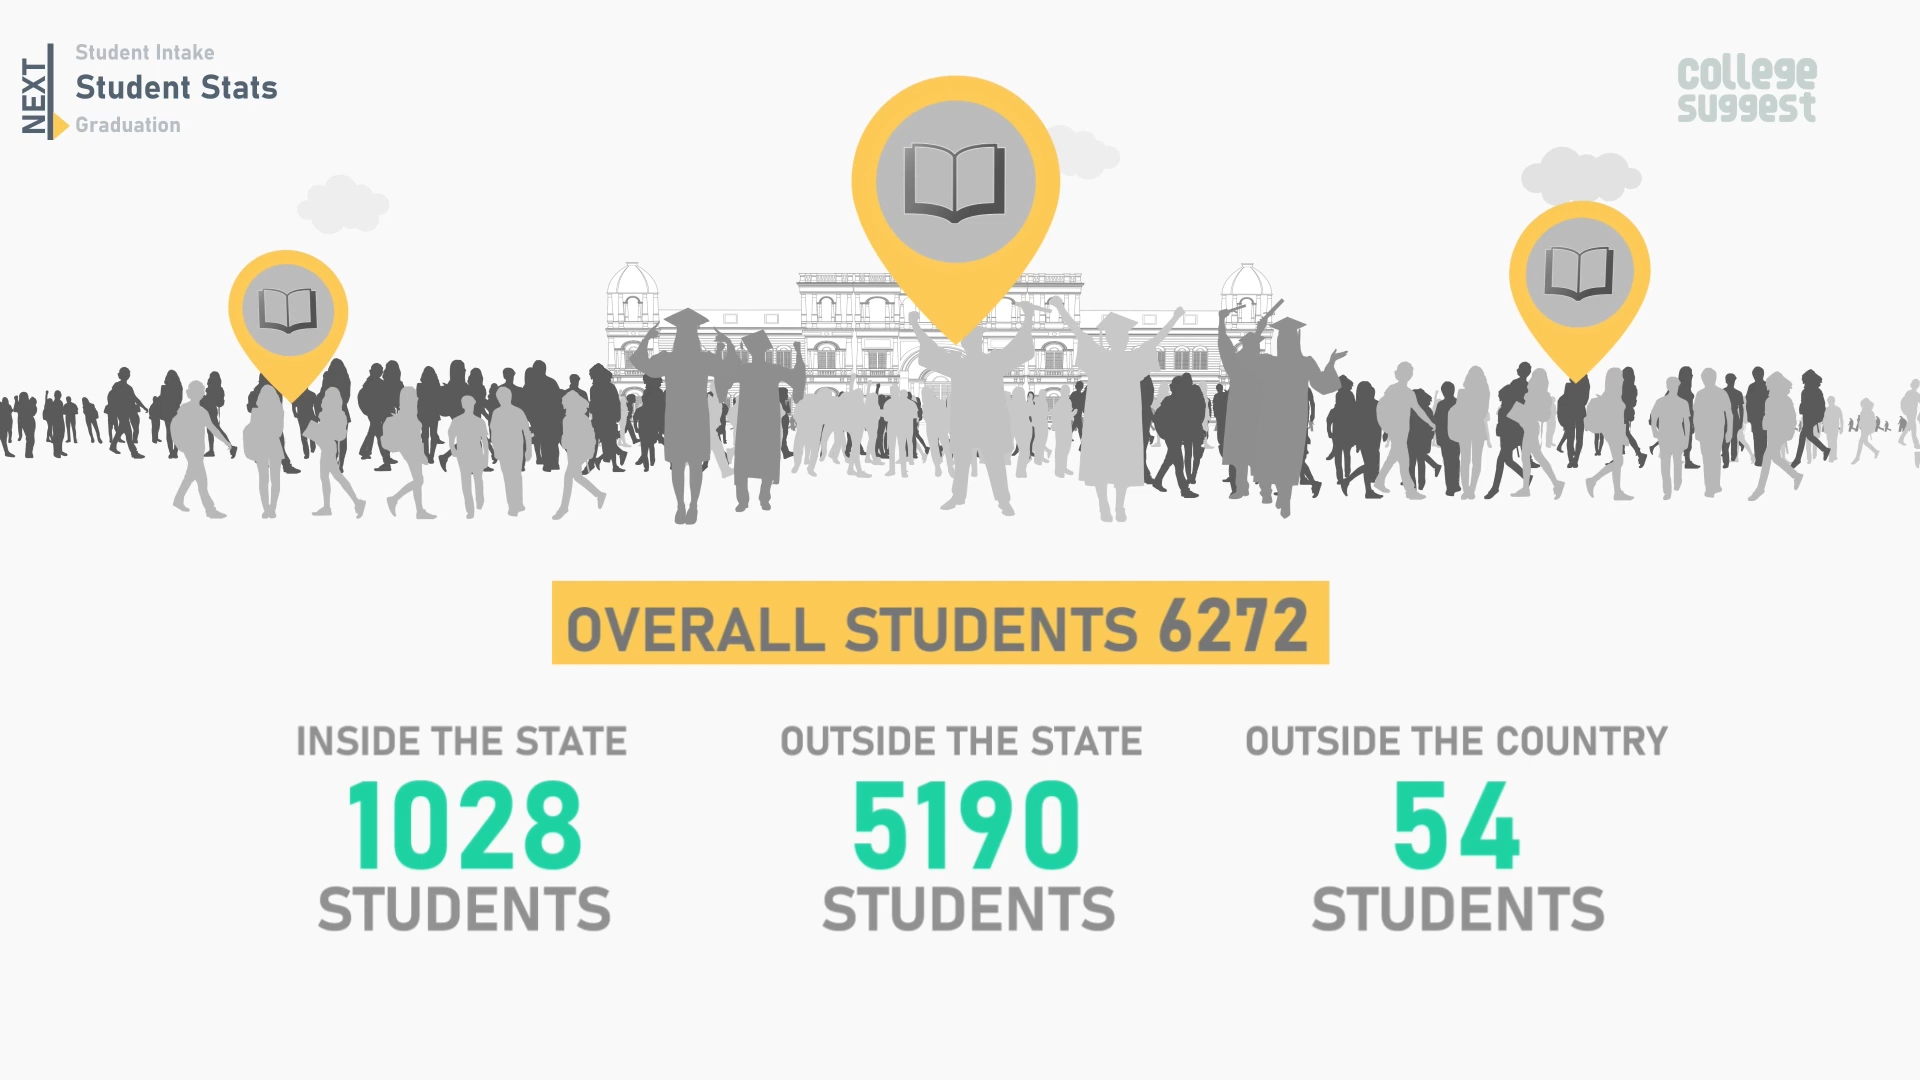 NEXT
Student Intake
Student Stats
Graduation
college
suggest
OVERALL STUDENTS 6272
INSIDE THE STATE
1028
STUDENTS
OUTSIDE THE STATE
5190
STUDENTS
OUTSIDE THE COUNTRY
54
STUDENTS